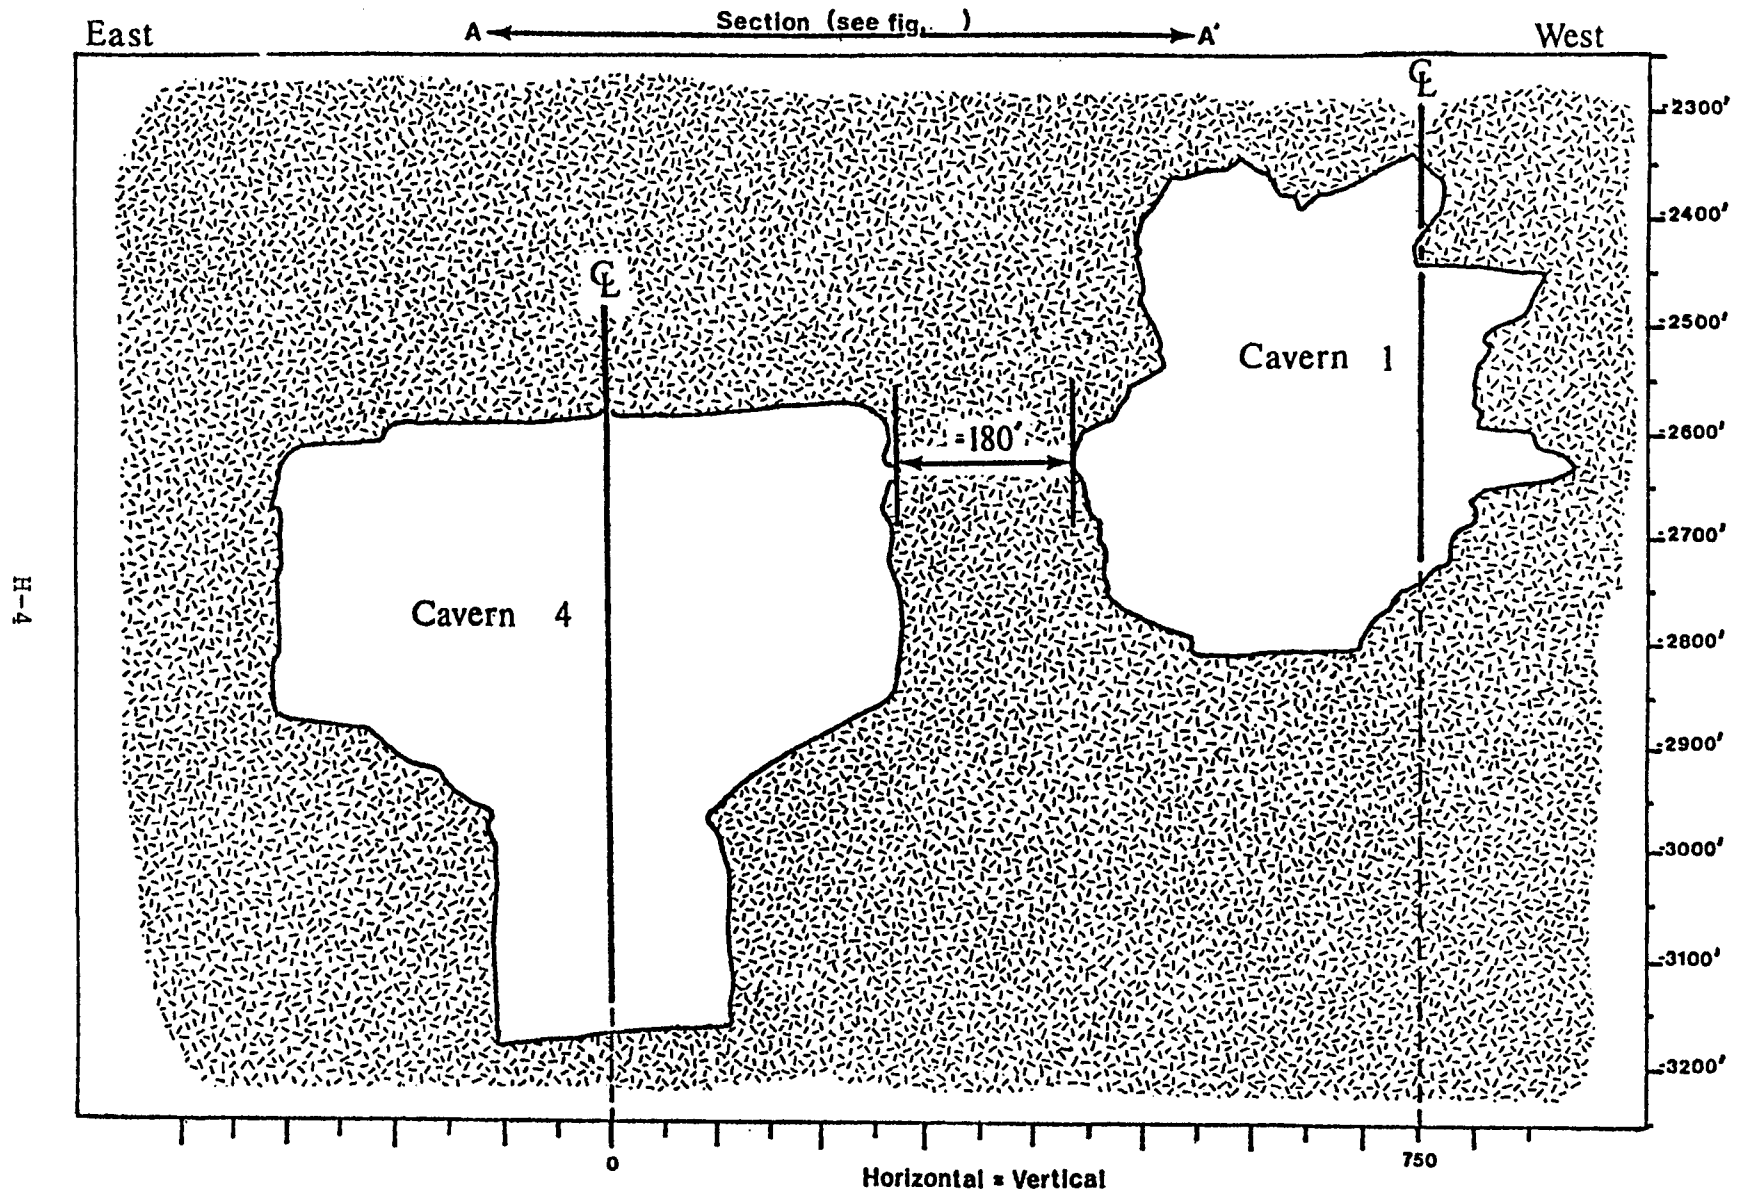 East
Section (see fig. )
A A'
West
℄
-2300'
-2400'
℄
-2500'
Cavern 1
-2600'
≈180'
-2700'
Cavern 4
H-4
-2800'
-2900'
-3000'
-3100'
-3200'
0
750
Horizontal = Vertical